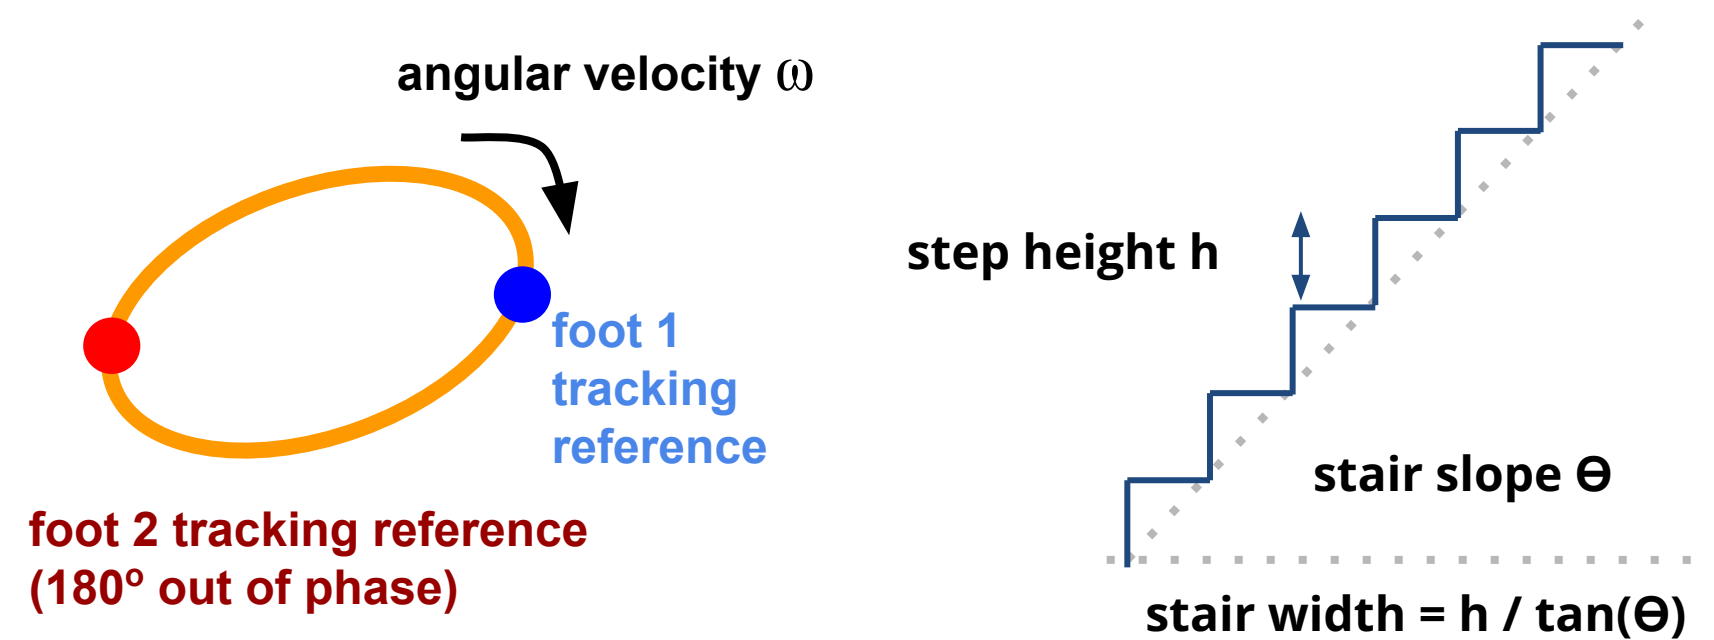 angular velocity ω
foot 1
tracking
reference
foot 2 tracking reference
(180º out of phase)
step height h
stair slope ϴ
stair width = h / tan(ϴ)